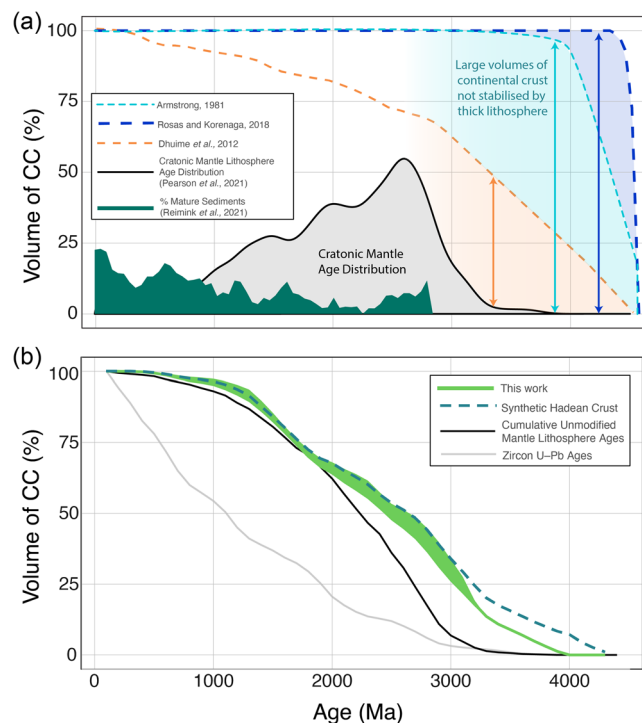 (a)
100
75
50
25
0
Volume of CC (%)
Large volumes of
continental crust
not stabilised by
thick lithosphere
Armstrong, 1981
Rosas and Korenaga, 2018
Dhuime et al., 2012
Cratonic Mantle Lithosphere
Age Distribution
(Pearson et al., 2021)
% Mature Sediments
(Reimink et al., 2021)
Cratonic Mantle
Age Distribution
(b)
100
75
50
25
0
Volume of CC (%)
This work
Synthetic Hadean Crust
Cumulative Unmodified
Mantle Lithosphere Ages
Zircon U–Pb Ages
0 1000 2000 3000 4000
Age (Ma)